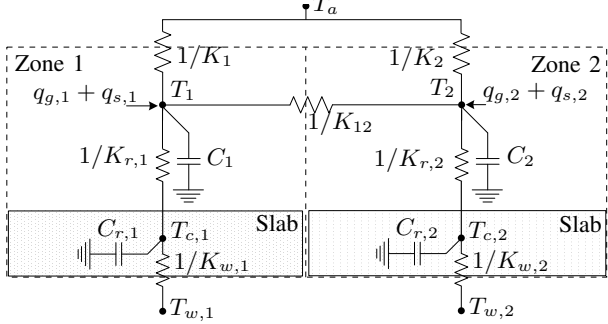 T_a
Zone 1
1/K_1
1/K_2
Zone 2
T_1
T_2
q_{g,1} + q_{s,1}
q_{g,2} + q_{s,2}
1/K_{12}
1/K_{r,1}
C_1
1/K_{r,2}
C_2
C_{r,1}
T_{c,1}
Slab
C_{r,2}
T_{c,2}
Slab
1/K_{w,1}
1/K_{w,2}
T_{w,1}
T_{w,2}